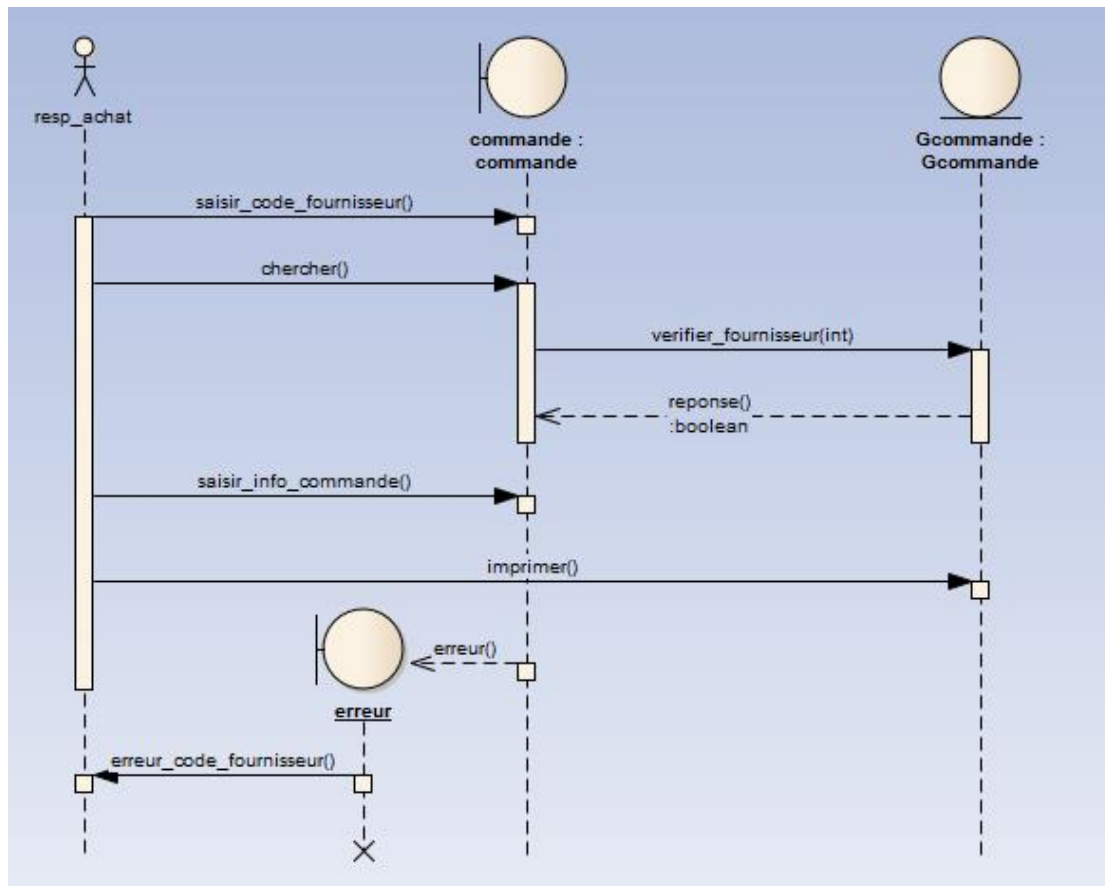 resp_achat
commande :
commande
Gcommande :
Gcommande
saisir_code_fournisseur()
chercher()
verifier_fournisseur(int)
reponse()
:boolean
saisir_info_commande()
imprimer()
erreur()
erreur
erreur_code_fournisseur()